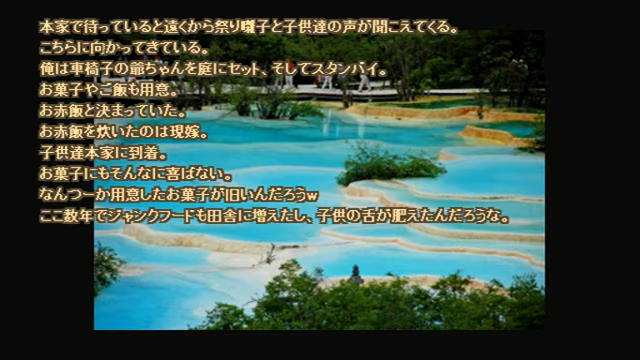 本家で待っていると遠くから祭り囃子と子供達の声が聞こえてくる。
こちらに向かってきている。
俺は車椅子の爺ちゃんを庭にセット、そしてスタンバイ。
お菓子やご飯も用意。
お赤飯と決まっていた。
お赤飯を炊いたのは現嫁。
子供達本家に到着。
お菓子にもそんなに喜ばない。
なんつーか用意したお菓子が旧いんだろうw
ここ数年でジャンクフードも田舎に増えたし、子供の舌が肥えたんだろうな。